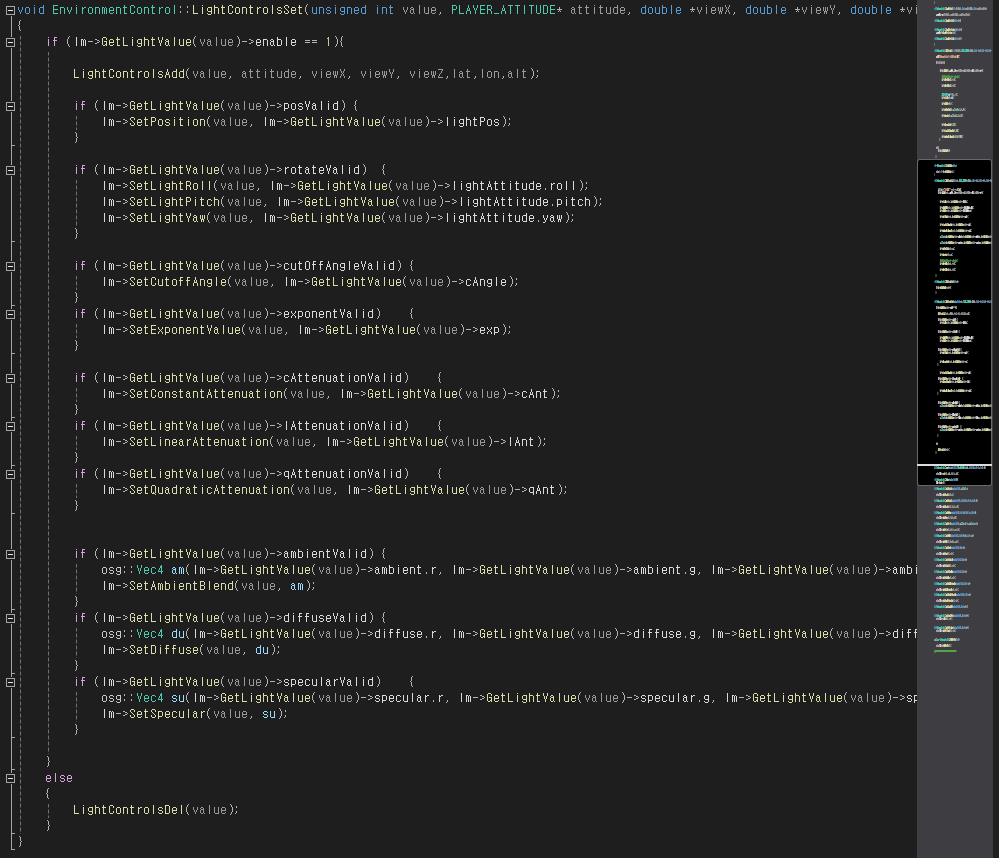 void EnvironmentControl::LightControlsSet(unsigned int value, PLAYER_ATTITUDE* attitude, double *viewX, double *viewY, double *vi
{
if (lm->GetLightValue(value)->enable == 1){
LightControlsAdd(value, attitude, viewX, viewY, viewZ,lat,lon,alt);
if (lm->GetLightValue(value)->posValid) {
lm->SetPosition(value, lm->GetLightValue(value)->lightPos);
}
if (lm->GetLightValue(value)->rotateValid) {
lm->SetLightRoll(value, lm->GetLightValue(value)->lightAttitude.roll);
lm->SetLightPitch(value, lm->GetLightValue(value)->lightAttitude.pitch);
lm->SetLightYaw(value, lm->GetLightValue(value)->lightAttitude.yaw);
}
if (lm->GetLightValue(value)->cutOffAngleValid) {
lm->SetCutoffAngle(value, lm->GetLightValue(value)->cAngle);
}
if (lm->GetLightValue(value)->exponentValid) {
lm->SetExponentValue(value, lm->GetLightValue(value)->exp);
}
if (lm->GetLightValue(value)->cAttenuationValid) {
lm->SetConstantAttenuation(value, lm->GetLightValue(value)->cAnt);
}
if (lm->GetLightValue(value)->lAttenuationValid) {
lm->SetLinearAttenuation(value, lm->GetLightValue(value)->lAnt);
}
if (lm->GetLightValue(value)->qAttenuationValid) {
lm->SetQuadraticAttenuation(value, lm->GetLightValue(value)->qAnt);
}
if (lm->GetLightValue(value)->ambientValid) {
osg::Vec4 am(lm->GetLightValue(value)->ambient.r, lm->GetLightValue(value)->ambient.g, lm->GetLightValue(value)->ambi
lm->SetAmbientBlend(value, am);
}
if (lm->GetLightValue(value)->diffuseValid) {
osg::Vec4 du(lm->GetLightValue(value)->diffuse.r, lm->GetLightValue(value)->diffuse.g, lm->GetLightValue(value)->diff
lm->SetDiffuse(value, du);
}
if (lm->GetLightValue(value)->specularValid) {
osg::Vec4 su(lm->GetLightValue(value)->specular.r, lm->GetLightValue(value)->specular.g, lm->GetLightValue(value)->sp
lm->SetSpecular(value, su);
}
}
else
{
LightControlsDel(value);
}
}